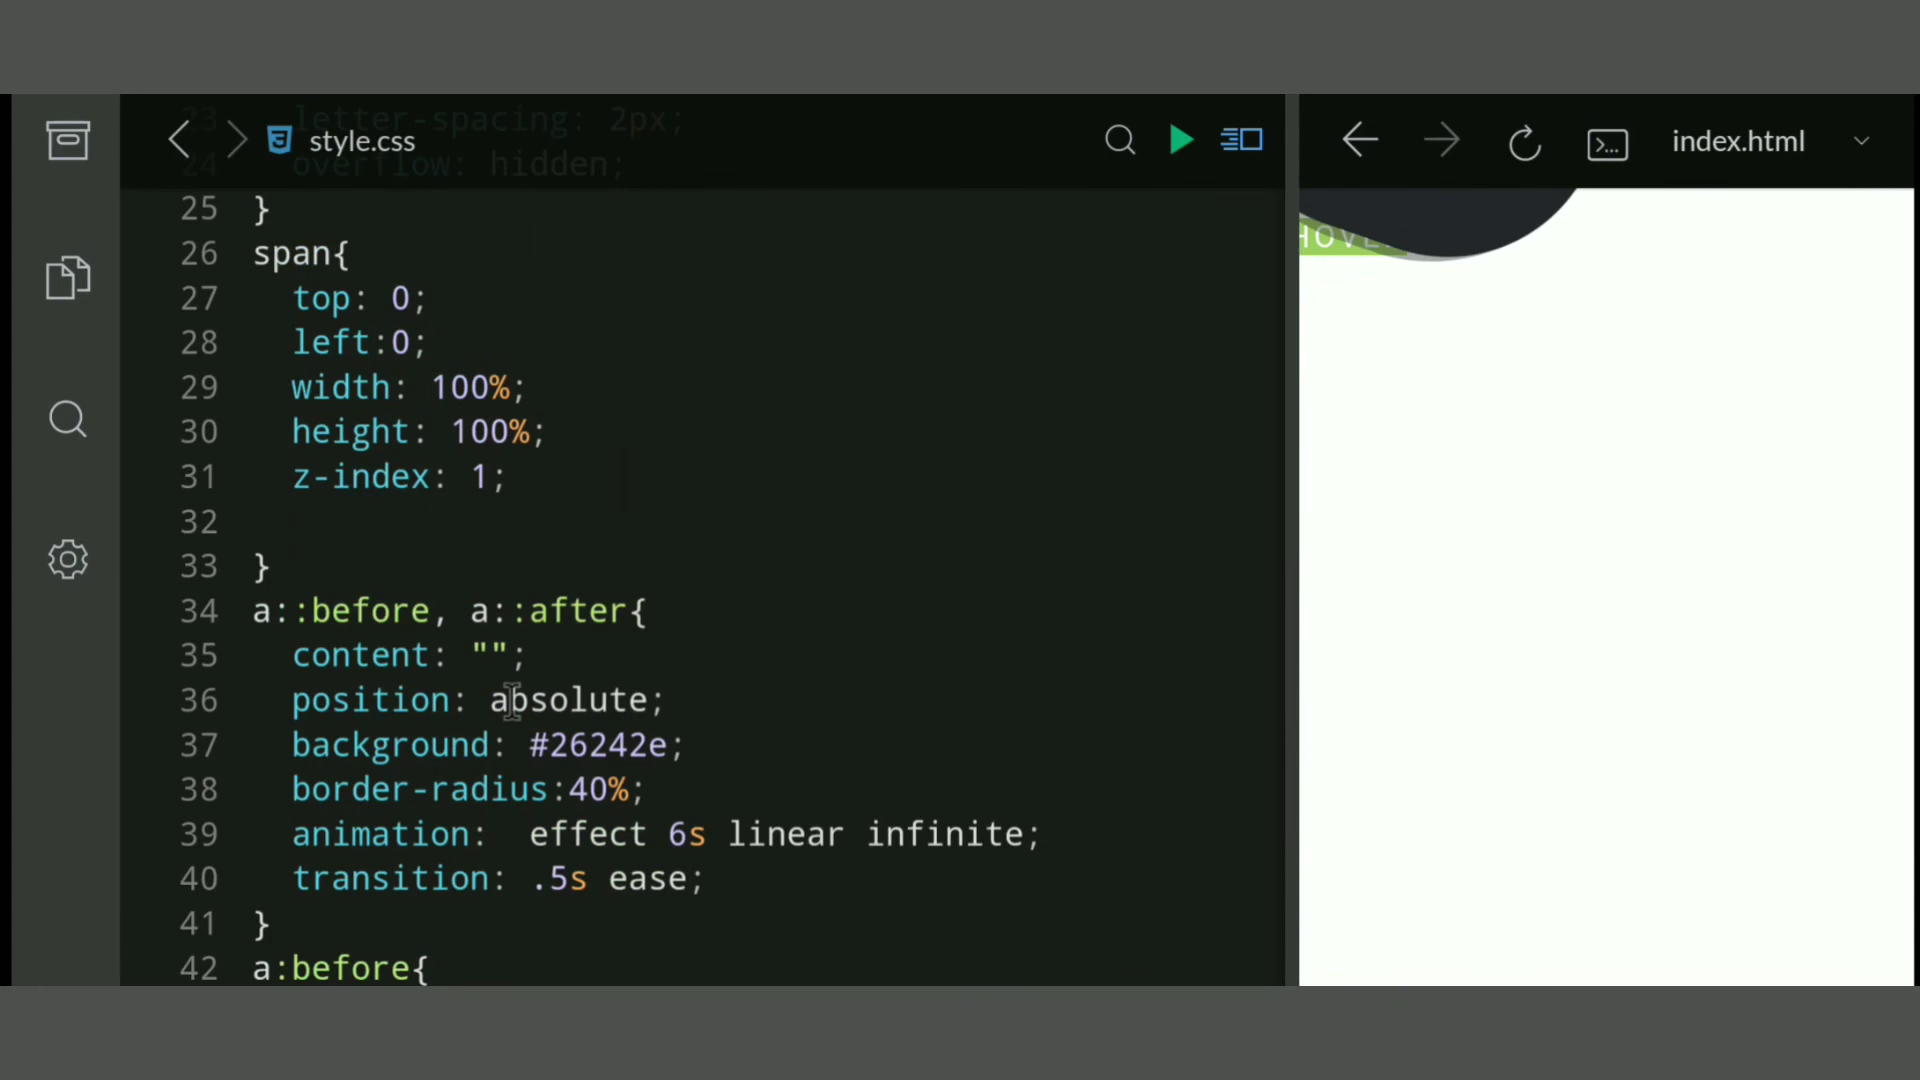 23 letter-spacing: 2px;
style.css
index.html
24 overflow: hidden;
HOVE
25 }
26 span{
27 top: 0;
28 left:0;
29 width: 100%;
30 height: 100%;
31 z-index: 1;
32
33 }
34 a::before, a::after{
35 content: "";
36 position: absolute;
37 background: #26242e;
38 border-radius:40%;
39 animation:  effect 6s linear infinite;
40 transition: .5s ease;
41 }
42 a:before{